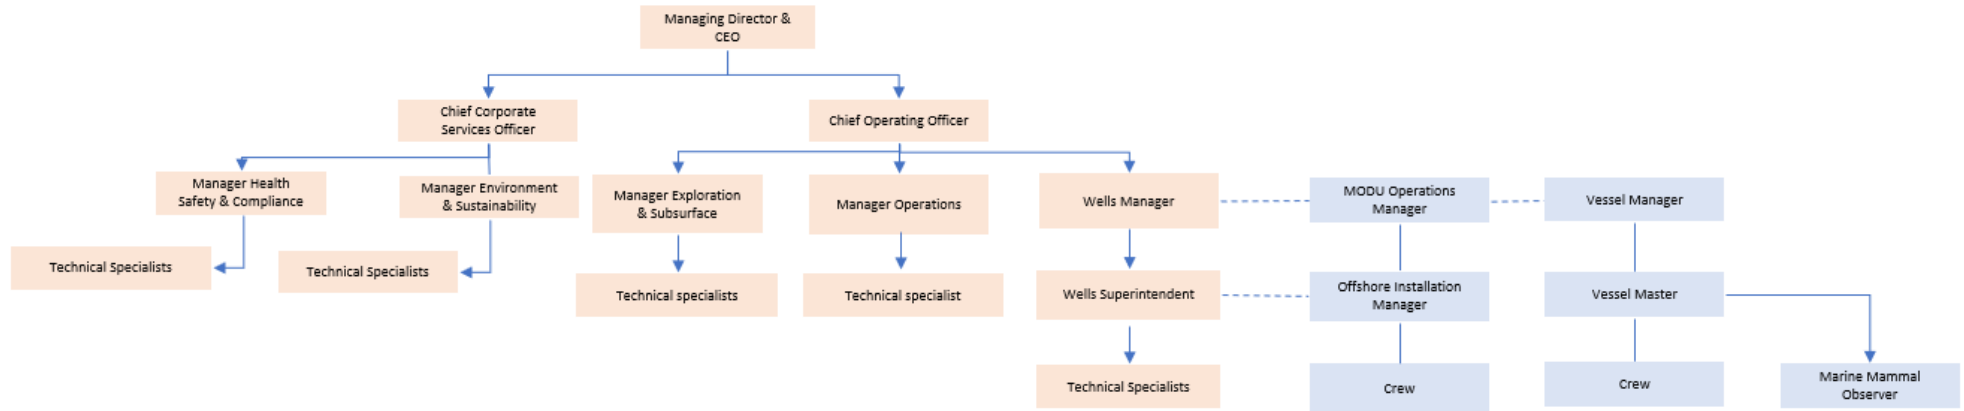 Managing Director &
CEO
Chief Corporate
Services Officer
Chief Operating Officer
Manager Health
Safety & Compliance
Manager Environment
& Sustainability
Manager Exploration
& Subsurface
Manager Operations
Wells Manager
MODU Operations
Manager
Vessel Manager
Technical Specialists
Technical Specialists
Technical specialists
Technical specialist
Wells Superintendent
Offshore Installation
Manager
Vessel Master
Technical Specialists
Crew
Crew
Marine Mammal
Observer